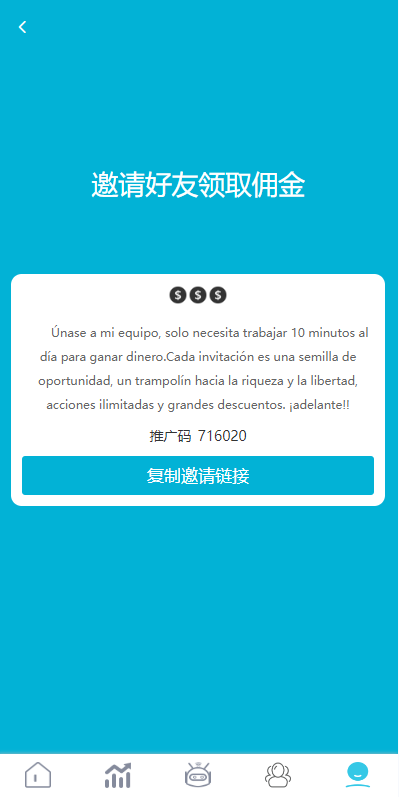 邀请好友领取佣金
$ $ $
Únase a mi equipo, solo necesita trabajar 10 minutos al
día para ganar dinero.Cada invitación es una semilla de
oportunidad, un trampolín hacia la riqueza y la libertad,
acciones ilimitadas y grandes descuentos. ¡adelante!!
推广码 716020
复制邀请链接